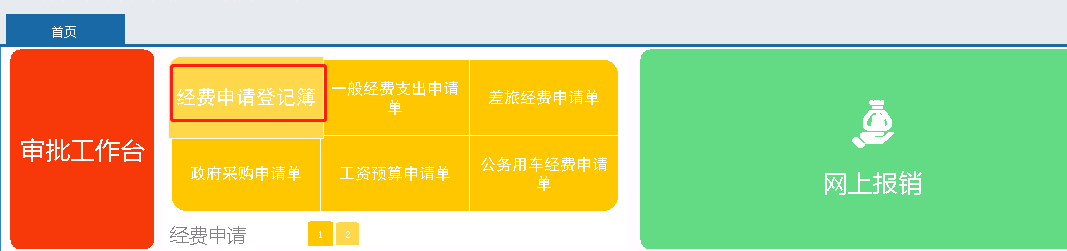 首页
审批工作台
经费申请登记簿
一般经费支出申请
单
差旅经费申请单
政府采购申请单
工资预算申请单
公务用车经费申请
单
经费申请
1 2
网上报销